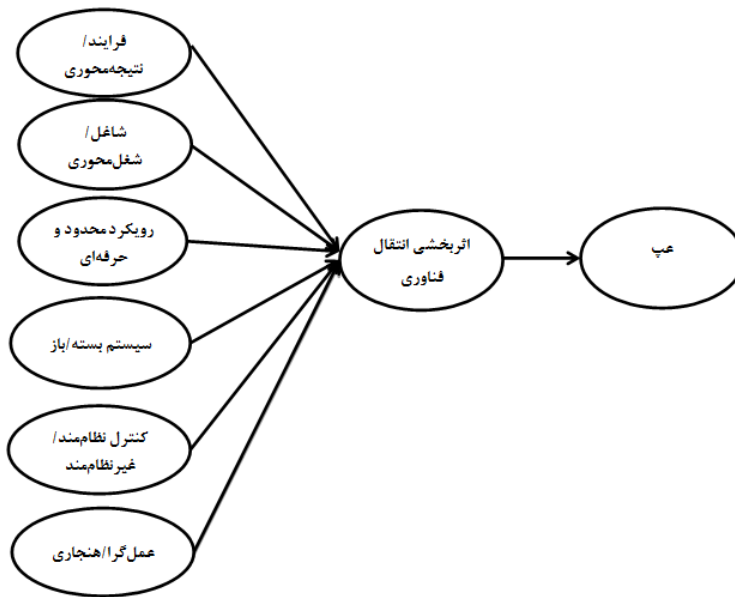 فرایند/
نتیجه‌محوری
شاغل/
شغل‌محوری
رویکرد محدود و
حرفه‌ای
سیستم بسته/باز
کنترل نظام‌مند/
غیرنظام‌مند
عمل‌گرا/هنجاری
اثربخشی انتقال
فناوری
عپ